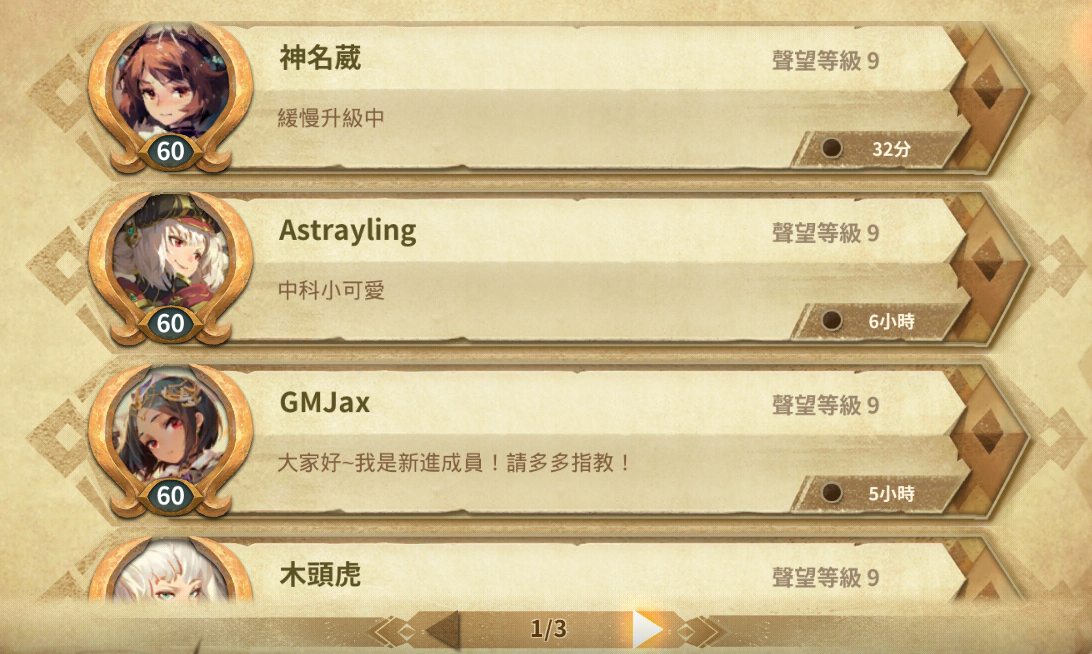 神名葳
聲望等級 9
緩慢升級中
60
32分
Astrayling
聲望等級 9
中科小可愛
60
6小時
GMJax
聲望等級 9
大家好~我是新進成員！請多多指教！
60
5小時
木頭虎
聲望等級 9
1/3